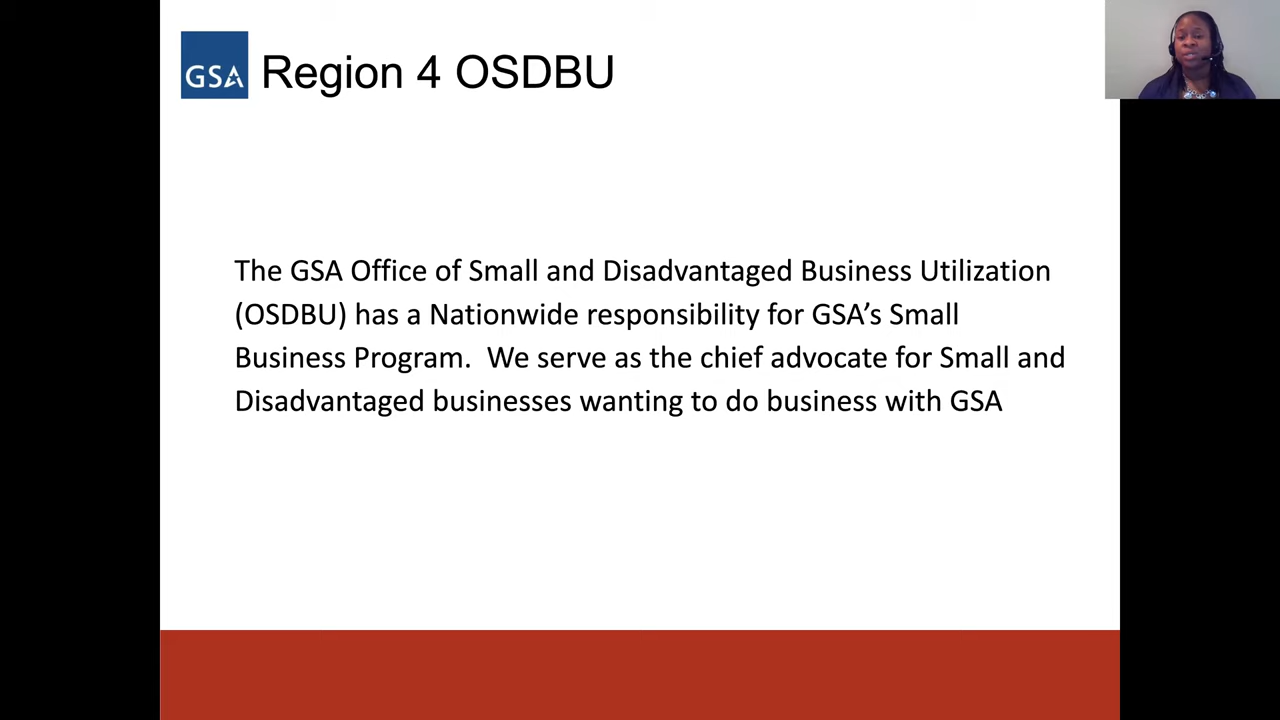 GSA
Region 4 OSDBU
The GSA Office of Small and Disadvantaged Business Utilization
(OSDBU) has a Nationwide responsibility for GSA’s Small
Business Program.  We serve as the chief advocate for Small and
Disadvantaged businesses wanting to do business with GSA